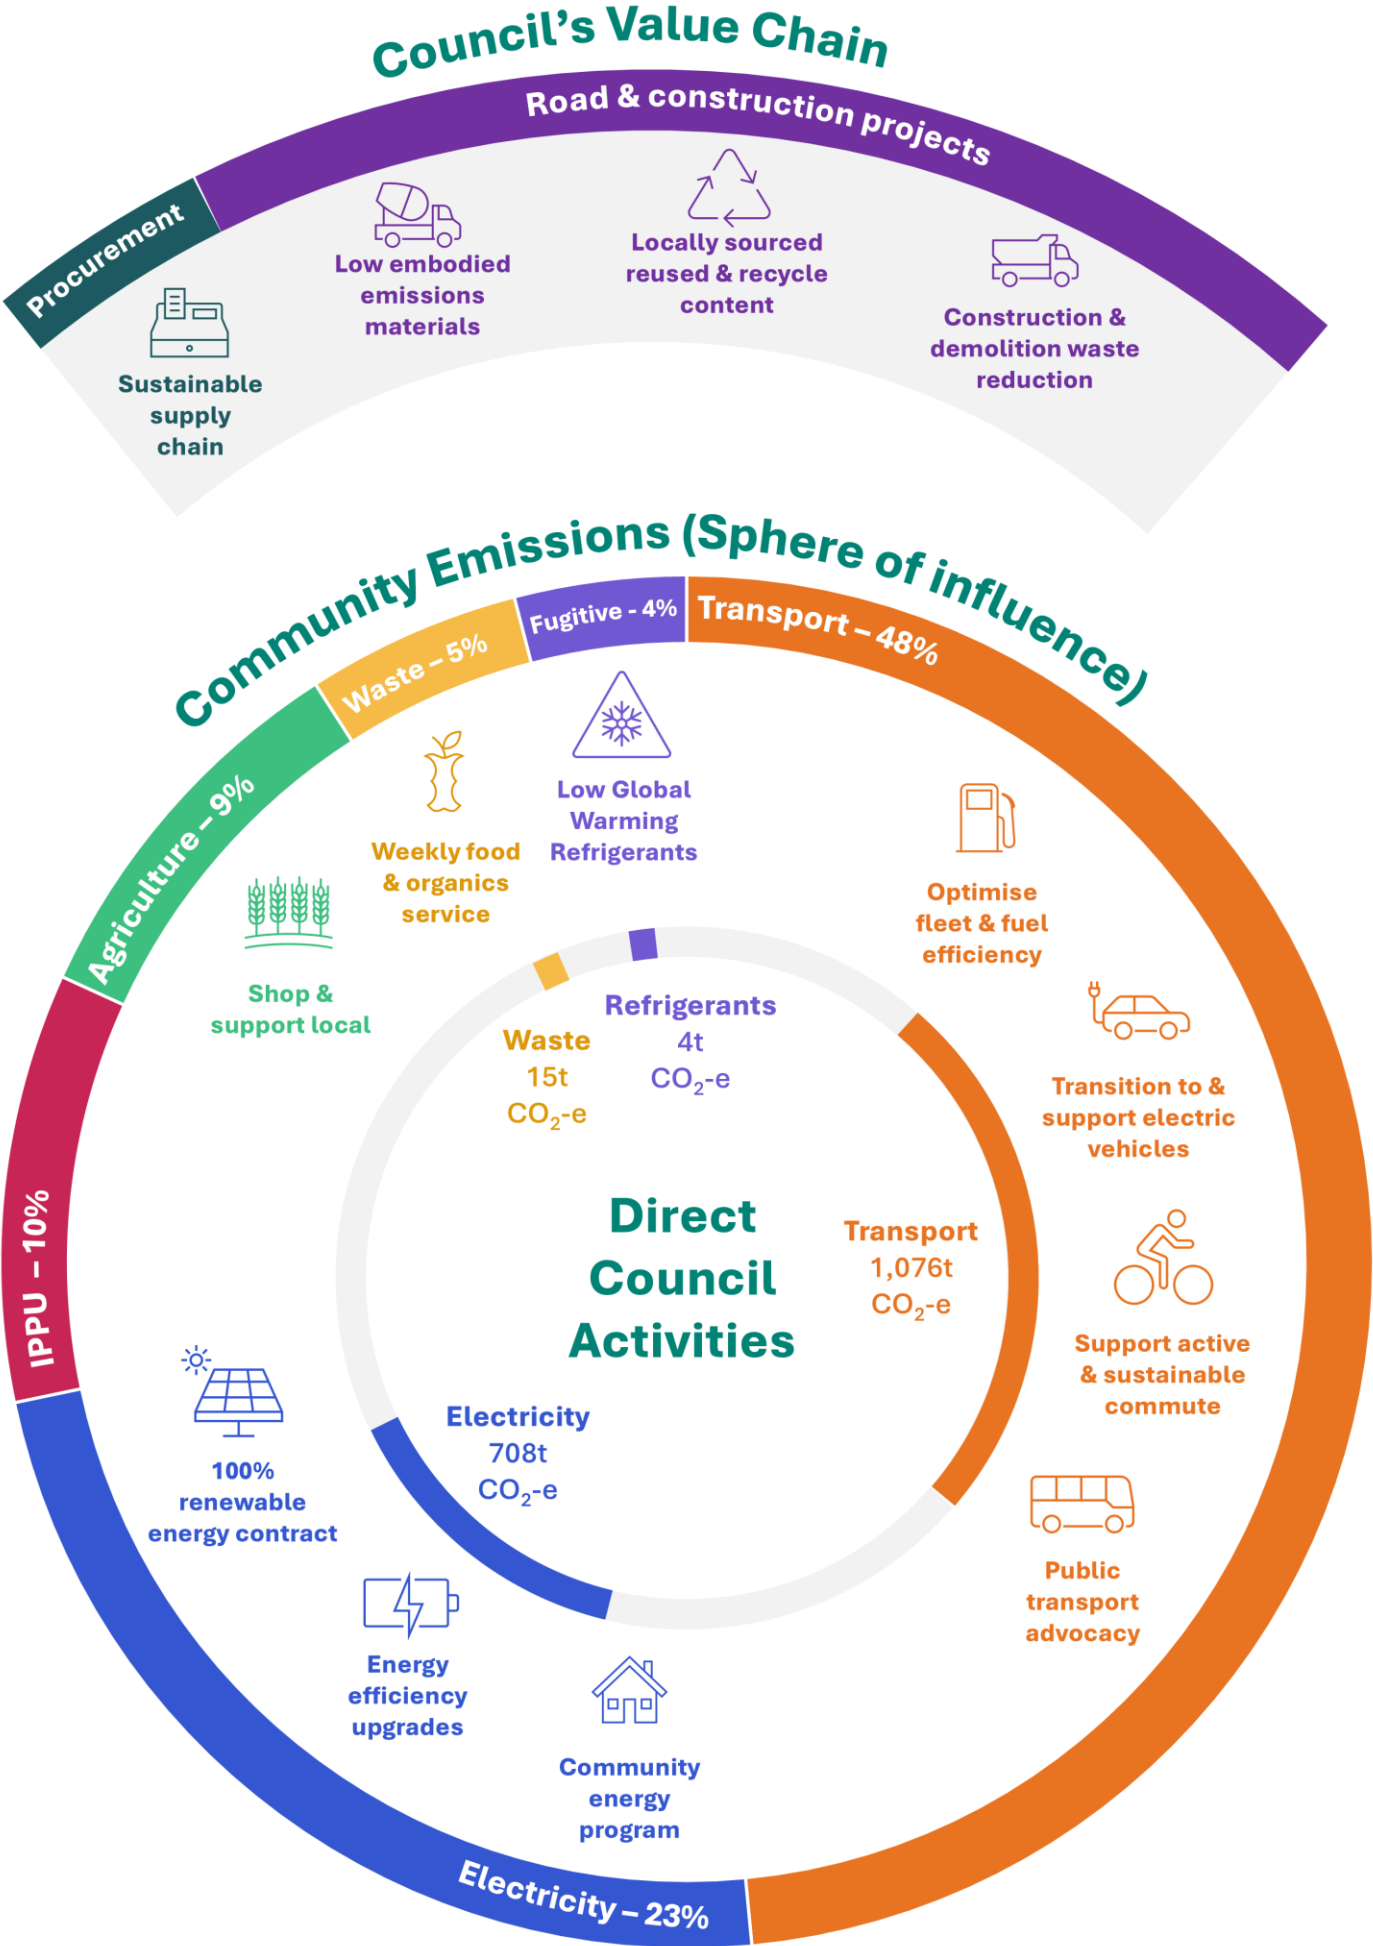 Council's Value Chain
Procurement
Road & construction projects
Sustainable
supply
chain
Low embodied
emissions
materials
Locally sourced
reused & recycle
content
Construction &
demolition waste
reduction
Community Emissions (Sphere of influence)
Transport – 48%
Optimise
fleet & fuel
efficiency
Transition to &
support electric
vehicles
Support active
& sustainable
commute
Public
transport
advocacy
Electricity – 23%
Community
energy
program
Energy
efficiency
upgrades
100%
renewable
energy contract
IPPU – 10%
Agriculture – 9%
Shop &
support local
Waste – 5%
Weekly food
& organics
service
Fugitive - 4%
Low Global
Warming
Refrigerants
Direct
Council
Activities
Refrigerants
4t
CO₂-e
Waste
15t
CO₂-e
Transport
1,076t
CO₂-e
Electricity
708t
CO₂-e